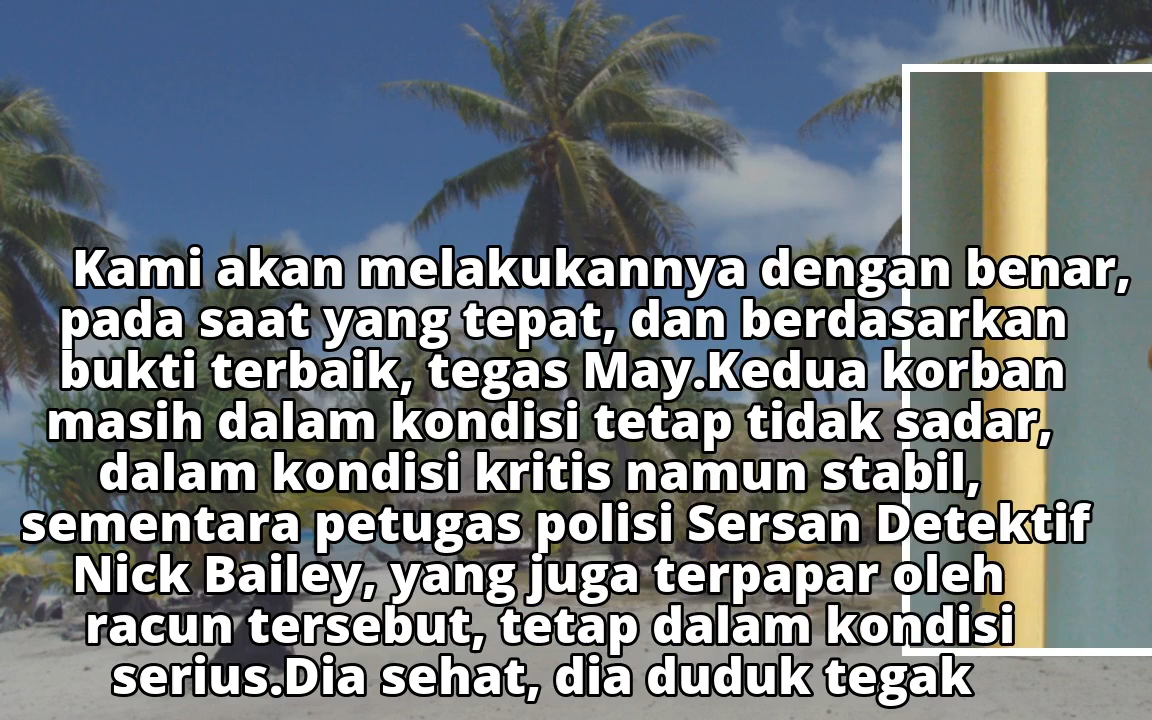 Kami akan melakukannya dengan benar,
pada saat yang tepat, dan berdasarkan
bukti terbaik, tegas May.Kedua korban
masih dalam kondisi tetap tidak sadar,
dalam kondisi kritis namun stabil,
sementara petugas polisi Sersan Detektif
Nick Bailey, yang juga terpapar oleh
racun tersebut, tetap dalam kondisi
serius.Dia sehat, dia duduk tegak